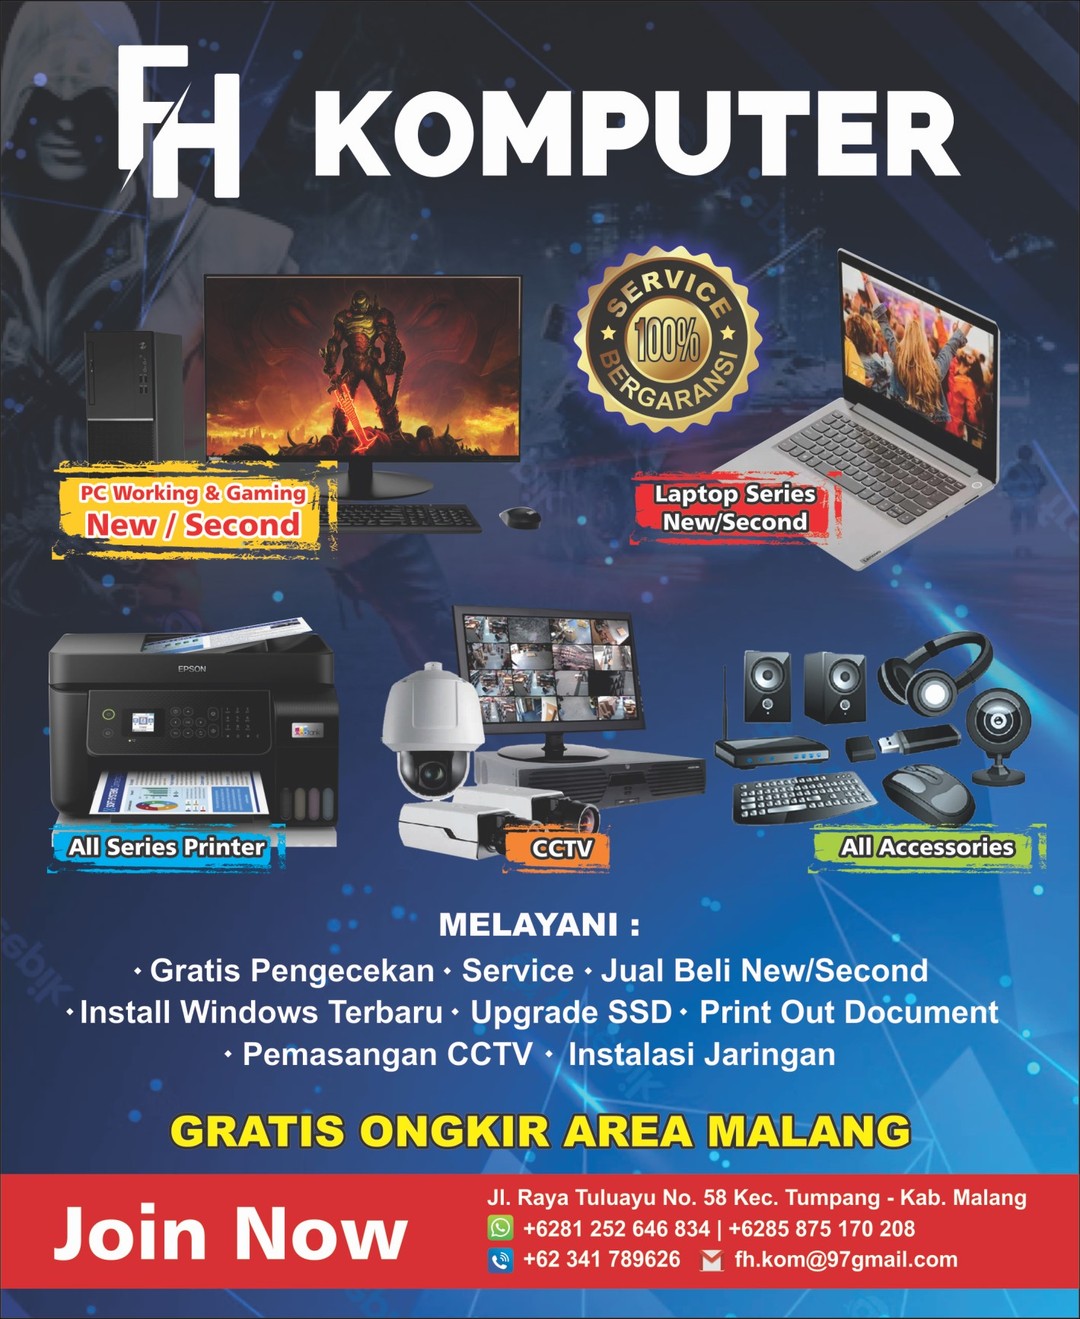 FH KOMPUTER
SERVICE
100%
BERGARANSI
PC Working & Gaming
New / Second
Laptop Series
New/Second
Lenovo
EPSON
All Series Printer
CCTV
All Accessories
MELAYANI :
• Gratis Pengecekan • Service • Jual Beli New/Second
• Install Windows Terbaru • Upgrade SSD • Print Out Document
• Pemasangan CCTV • Instalasi Jaringan
GRATIS ONGKIR AREA MALANG
Join Now
Jl. Raya Tuluayu No. 58 Kec. Tumpang - Kab. Malang
+6281 252 646 834 | +6285 875 170 208
+62 341 789626 fh.kom@97gmail.com